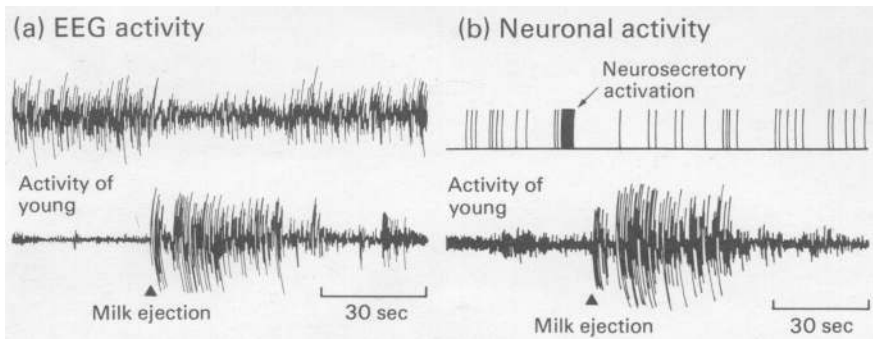 (a) EEG activity
Activity of
young
Milk ejection
30 sec
(b) Neuronal activity
Neurosecretory
activation
Activity of
young
Milk ejection
30 sec